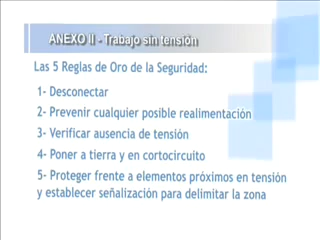 ANEXO II - Trabajo sin tensión
Las 5 Reglas de Oro de la Seguridad:
1- Desconectar
2- Prevenir cualquier posible realimentación
3- Verificar ausencia de tensión
4- Poner a tierra y en cortocircuito
5- Proteger frente a elementos próximos en tensión
y establecer señalización para delimitar la zona